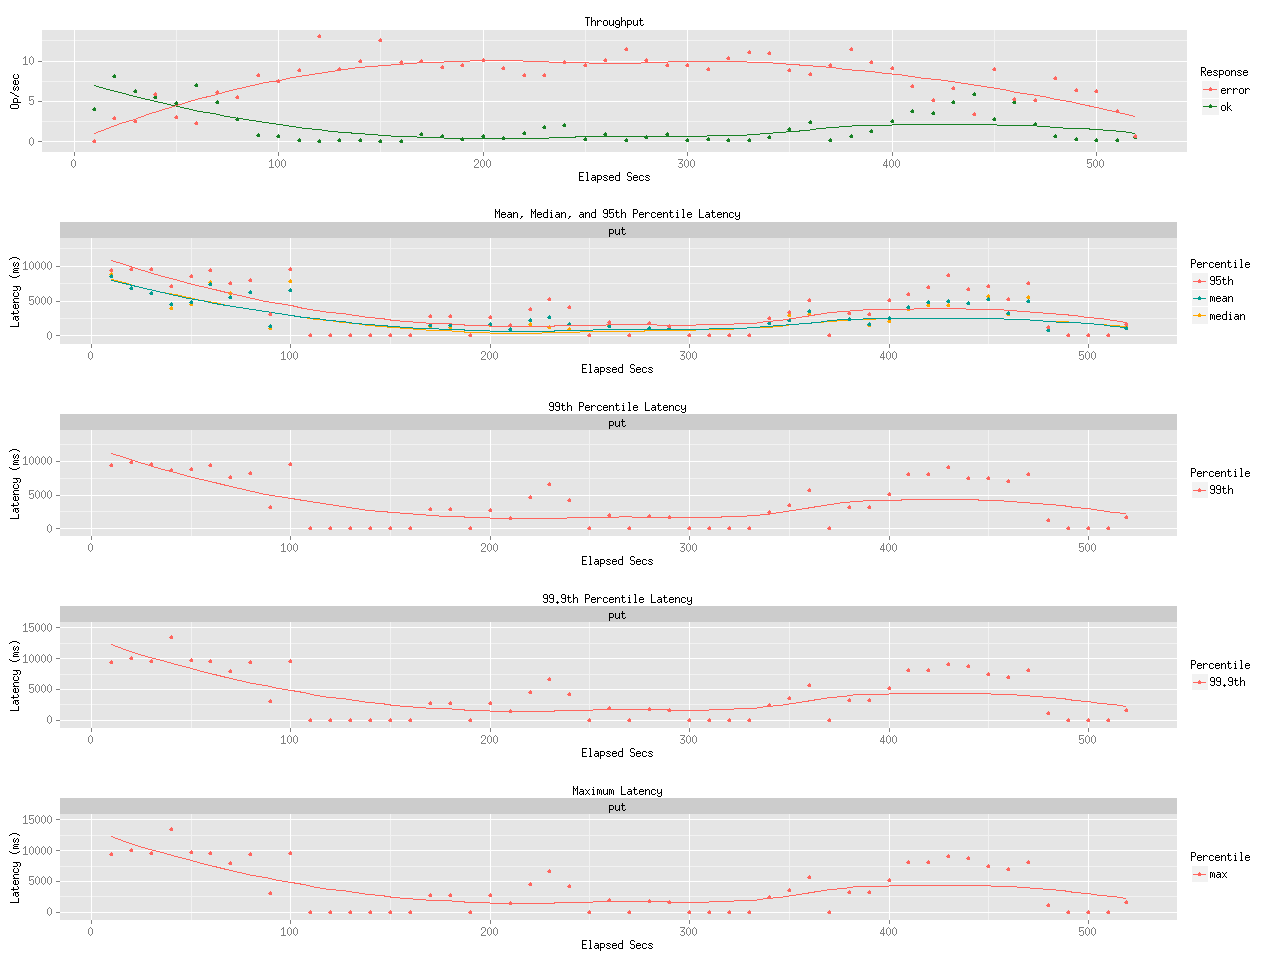 Throughput
10
5
0
Op/sec
0 100 200 300 400 500
Elapsed Secs
Response
error
ok
Mean, Median, and 95th Percentile Latency
put
10000
5000
0
Latency (ms)
0 100 200 300 400 500
Elapsed Secs
Percentile
95th
mean
median
99th Percentile Latency
put
10000
5000
0
Latency (ms)
0 100 200 300 400 500
Elapsed Secs
Percentile
99th
99.9th Percentile Latency
put
15000
10000
5000
0
Latency (ms)
0 100 200 300 400 500
Elapsed Secs
Percentile
99.9th
Maximum Latency
put
15000
10000
5000
0
Latency (ms)
0 100 200 300 400 500
Elapsed Secs
Percentile
max